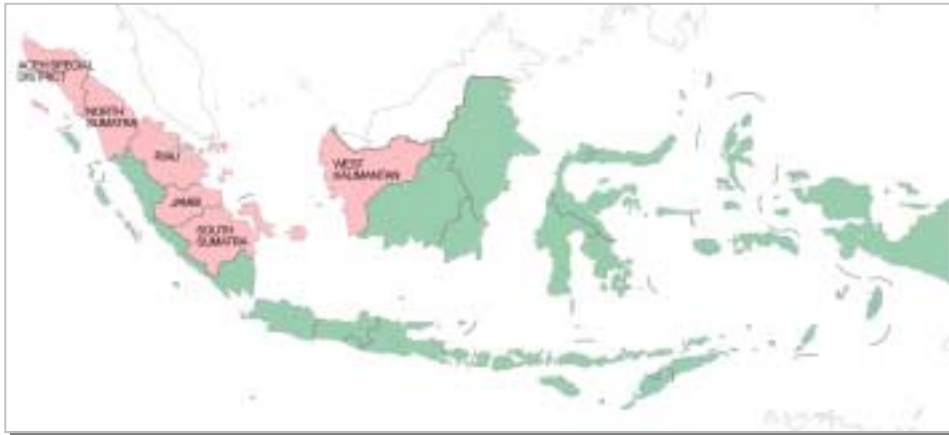 ACEH SPECIAL
DISTRICT
NORTH
SUMATRA
RIAU
JAMBI
SOUTH
SUMATRA
WEST
KALIMANTAN